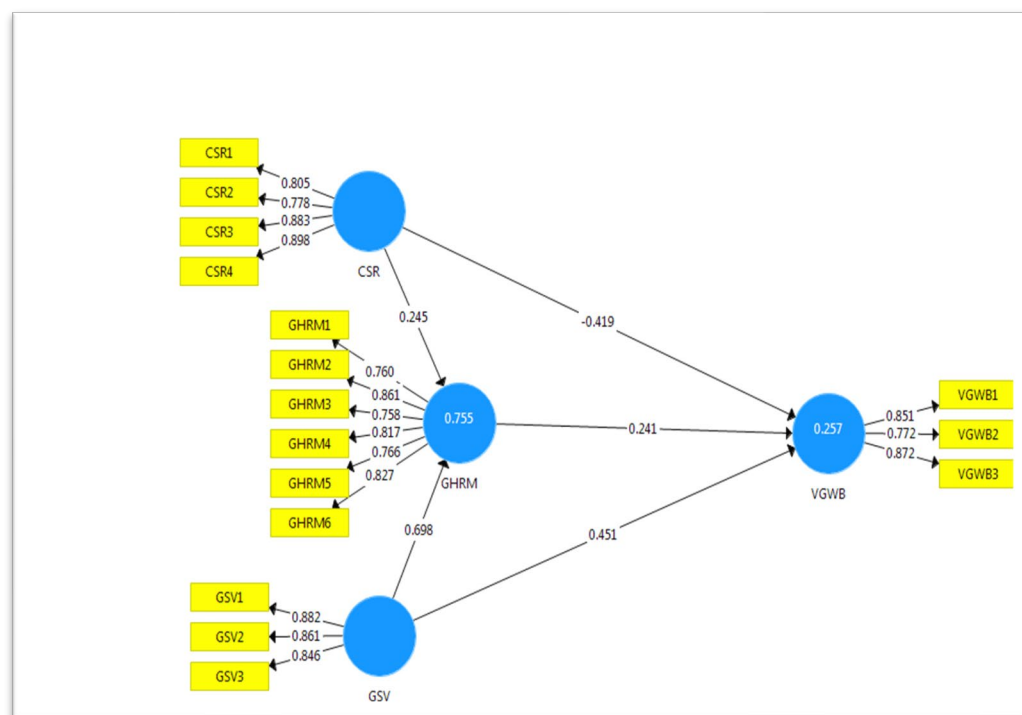 CSR1
CSR2
CSR3
CSR4
0.805
0.778
0.883
0.898
CSR
0.245
-0.419
GHRM1
GHRM2
GHRM3
GHRM4
GHRM5
GHRM6
0.760
0.861
0.758
0.817
0.766
0.827
0.755
GHRM
0.241
0.257
VGWB
0.851
0.772
0.872
VGWB1
VGWB2
VGWB3
0.698
0.451
GSV1
GSV2
GSV3
0.882
0.861
0.846
GSV